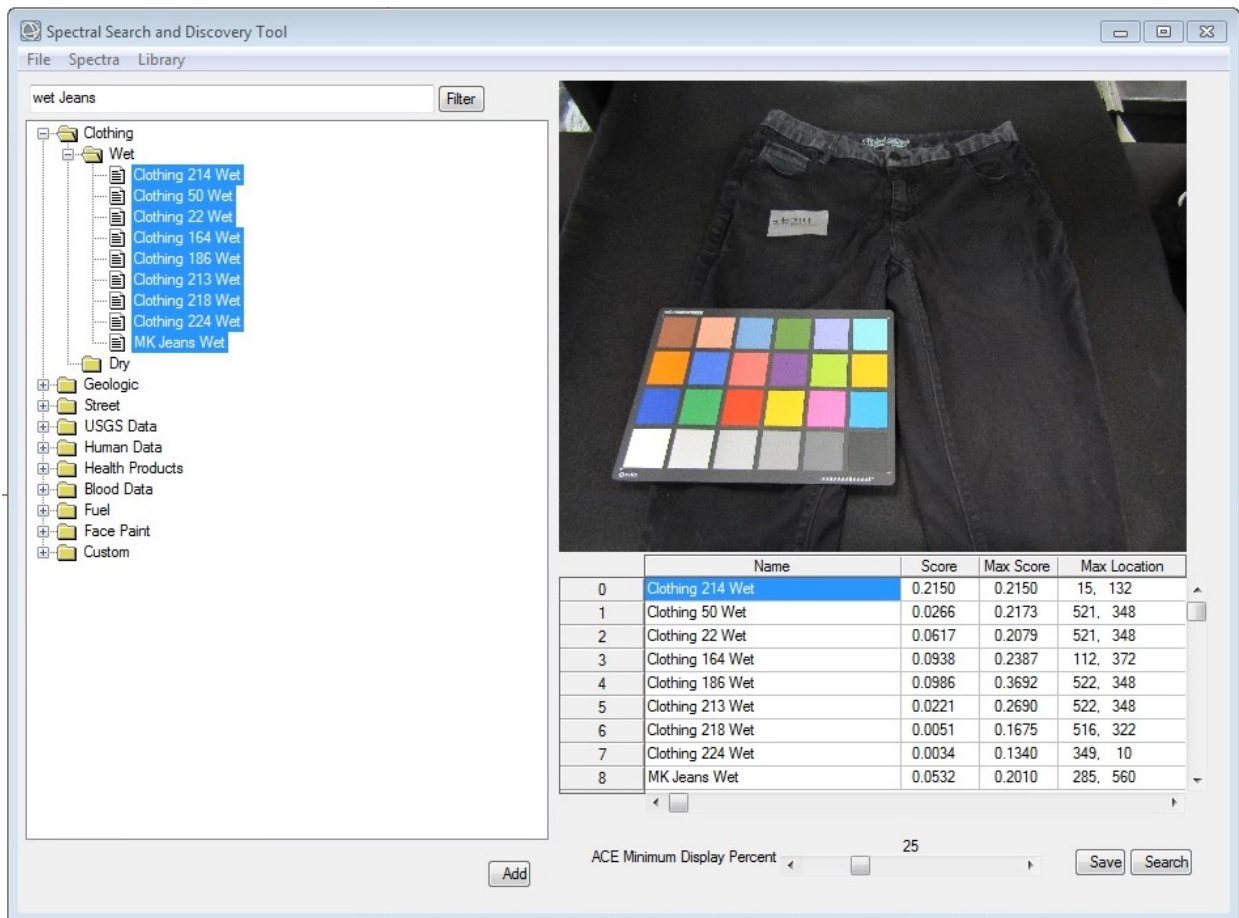 Spectral Search and Discovery Tool
File Spectra Library
wet Jeans
Filter
Clothing
Wet
Clothing 214 Wet
Clothing 50 Wet
Clothing 22 Wet
Clothing 164 Wet
Clothing 186 Wet
Clothing 213 Wet
Clothing 218 Wet
Clothing 224 Wet
MK Jeans Wet
Dry
Geologic
Street
USGS Data
Human Data
Health Products
Blood Data
Fuel
Face Paint
Custom
Add
Name Score Max Score Max Location
0 Clothing 214 Wet 0.2150 0.2150 15, 132
1 Clothing 50 Wet 0.0266 0.2173 521, 348
2 Clothing 22 Wet 0.0617 0.2079 521, 348
3 Clothing 164 Wet 0.0938 0.2387 112, 372
4 Clothing 186 Wet 0.0986 0.3692 522, 348
5 Clothing 213 Wet 0.0221 0.2690 522, 348
6 Clothing 218 Wet 0.0051 0.1675 516, 322
7 Clothing 224 Wet 0.0034 0.1340 349, 10
8 MK Jeans Wet 0.0532 0.2010 285, 560
ACE Minimum Display Percent 25
Save Search